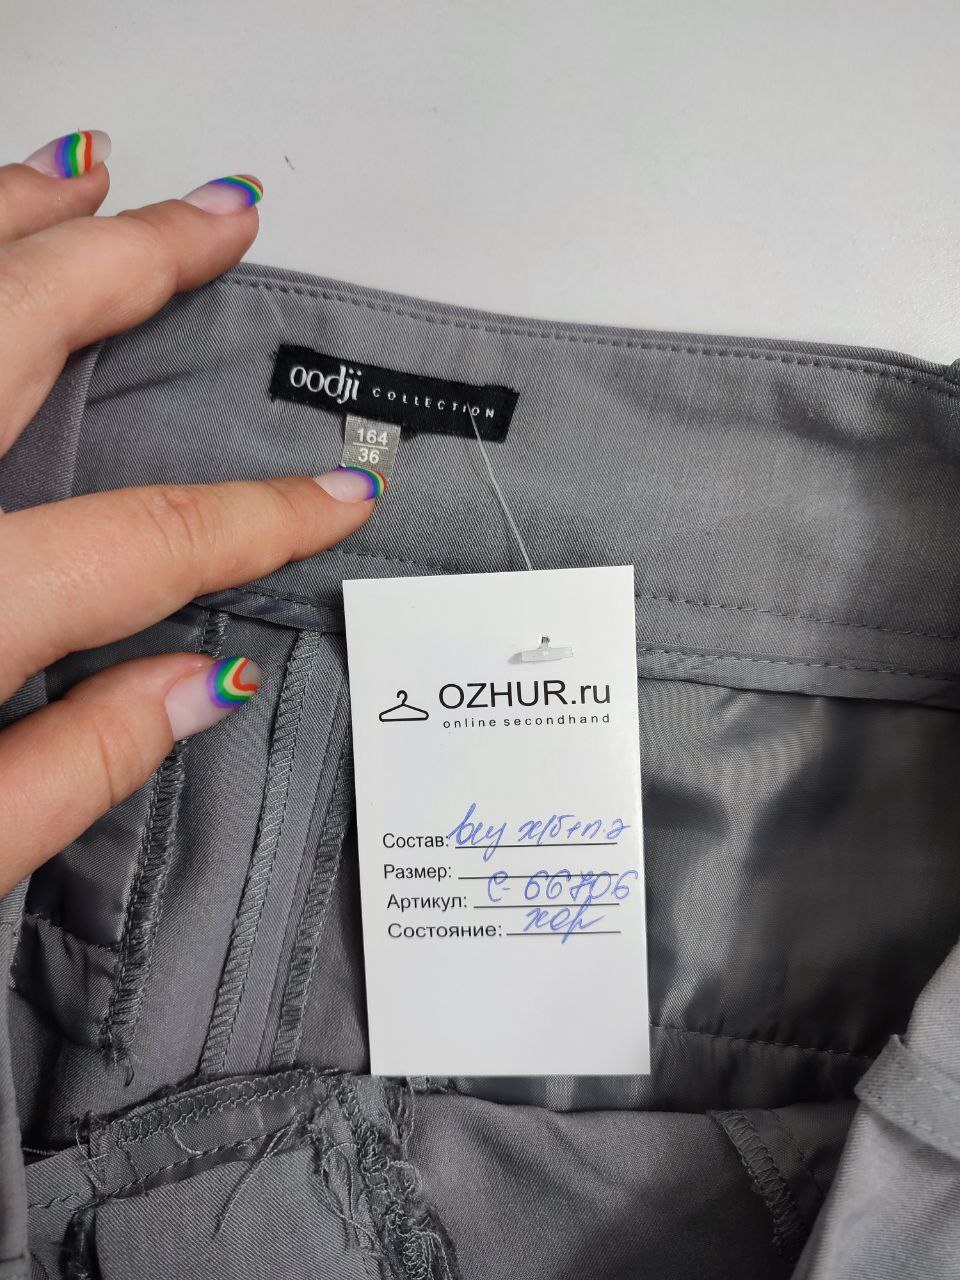 oodji COLLECTION
164
36
OZHUR.ru
online secondhand
Состав: х/б+п.э
Размер:
Артикул: С-66706
Состояние: хор